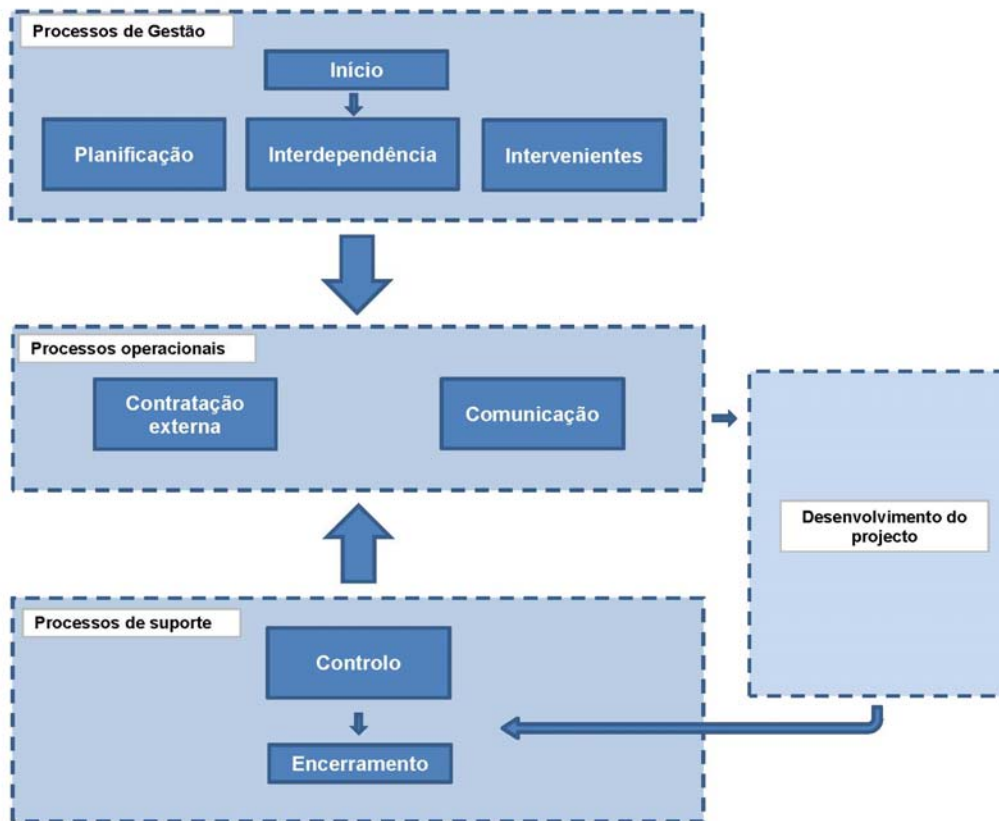 Processos de Gestão
Início
Planificação
Interdependência
Intervenientes
Processos operacionais
Contratação
externa
Comunicação
Desenvolvimento do
projecto
Processos de suporte
Controlo
Encerramento